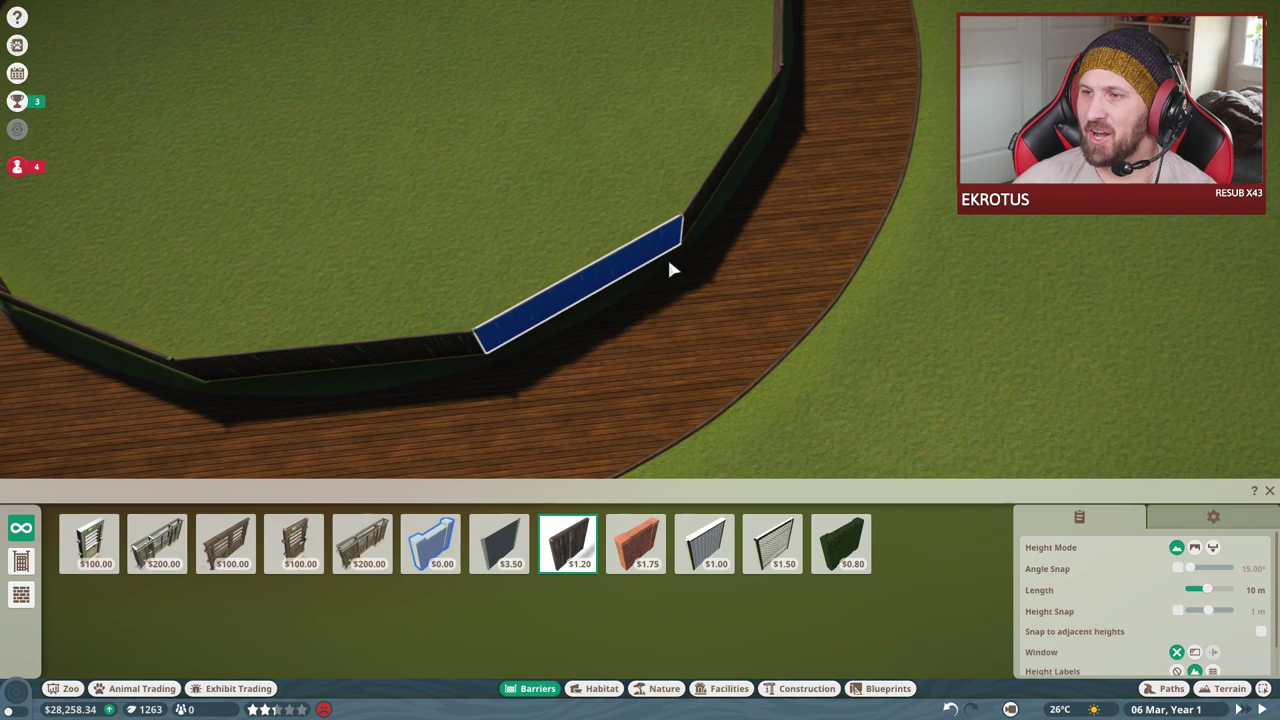 ?
3
4
EKROTUS
RESUB X43
?
$100.00
$200.00
$100.00
$100.00
$200.00
$0.00
$3.50
$1.20
$1.75
$1.00
$1.50
$0.80
Height Mode
Angle Snap 15.00°
Length 10 m
Height Snap 1 m
Snap to adjacent heights
Window
Height Labels
Zoo Animal Trading Exhibit Trading Barriers Habitat Nature Facilities Construction Blueprints Paths Terrain
$28,258.34 1263 0 26°C 06 Mar, Year 1